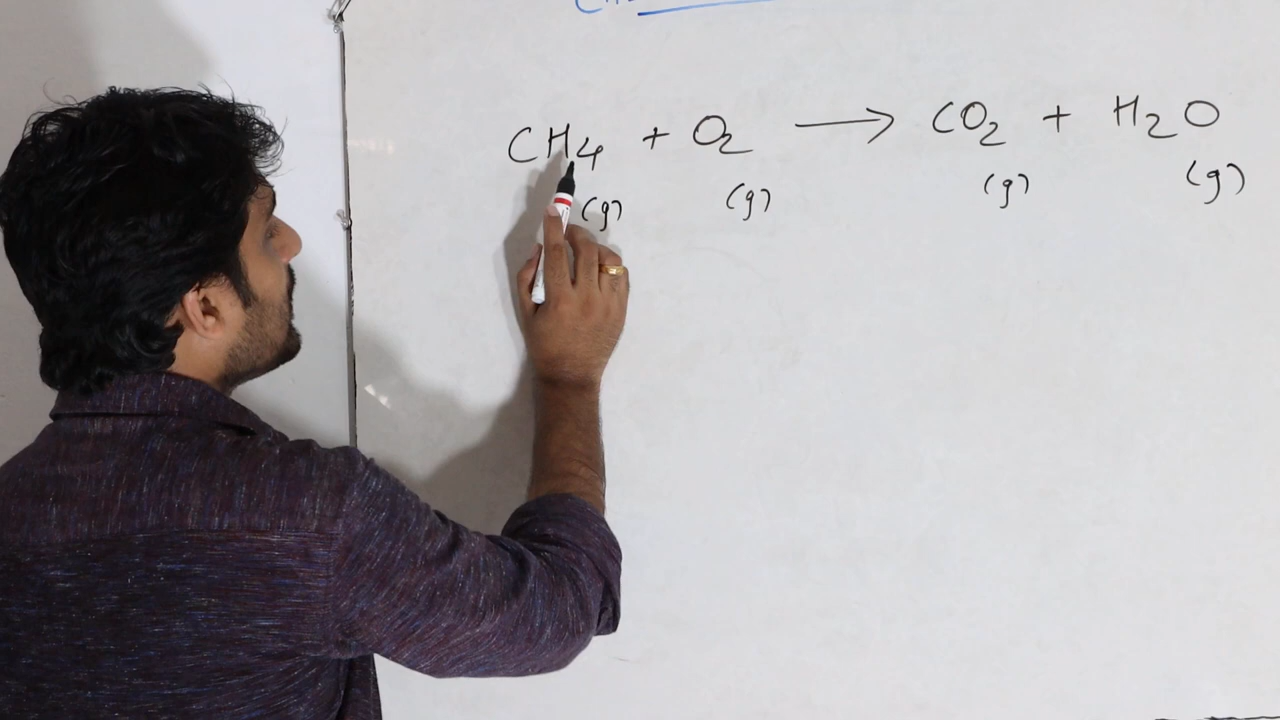 CH4 + O2 → CO2 + H2O
(g) (g) (g) (g)